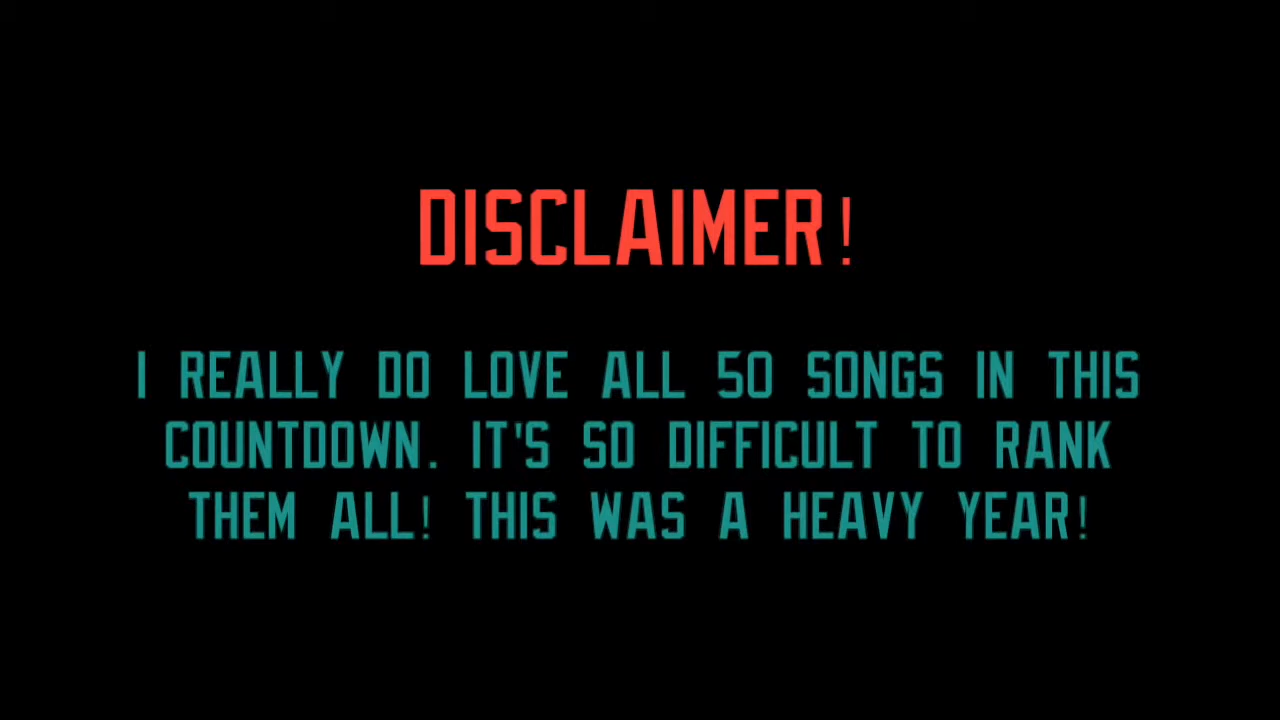 DISCLAIMER!
I REALLY DO LOVE ALL 50 SONGS IN THIS
COUNTDOWN. IT'S SO DIFFICULT TO RANK
THEM ALL! THIS WAS A HEAVY YEAR!